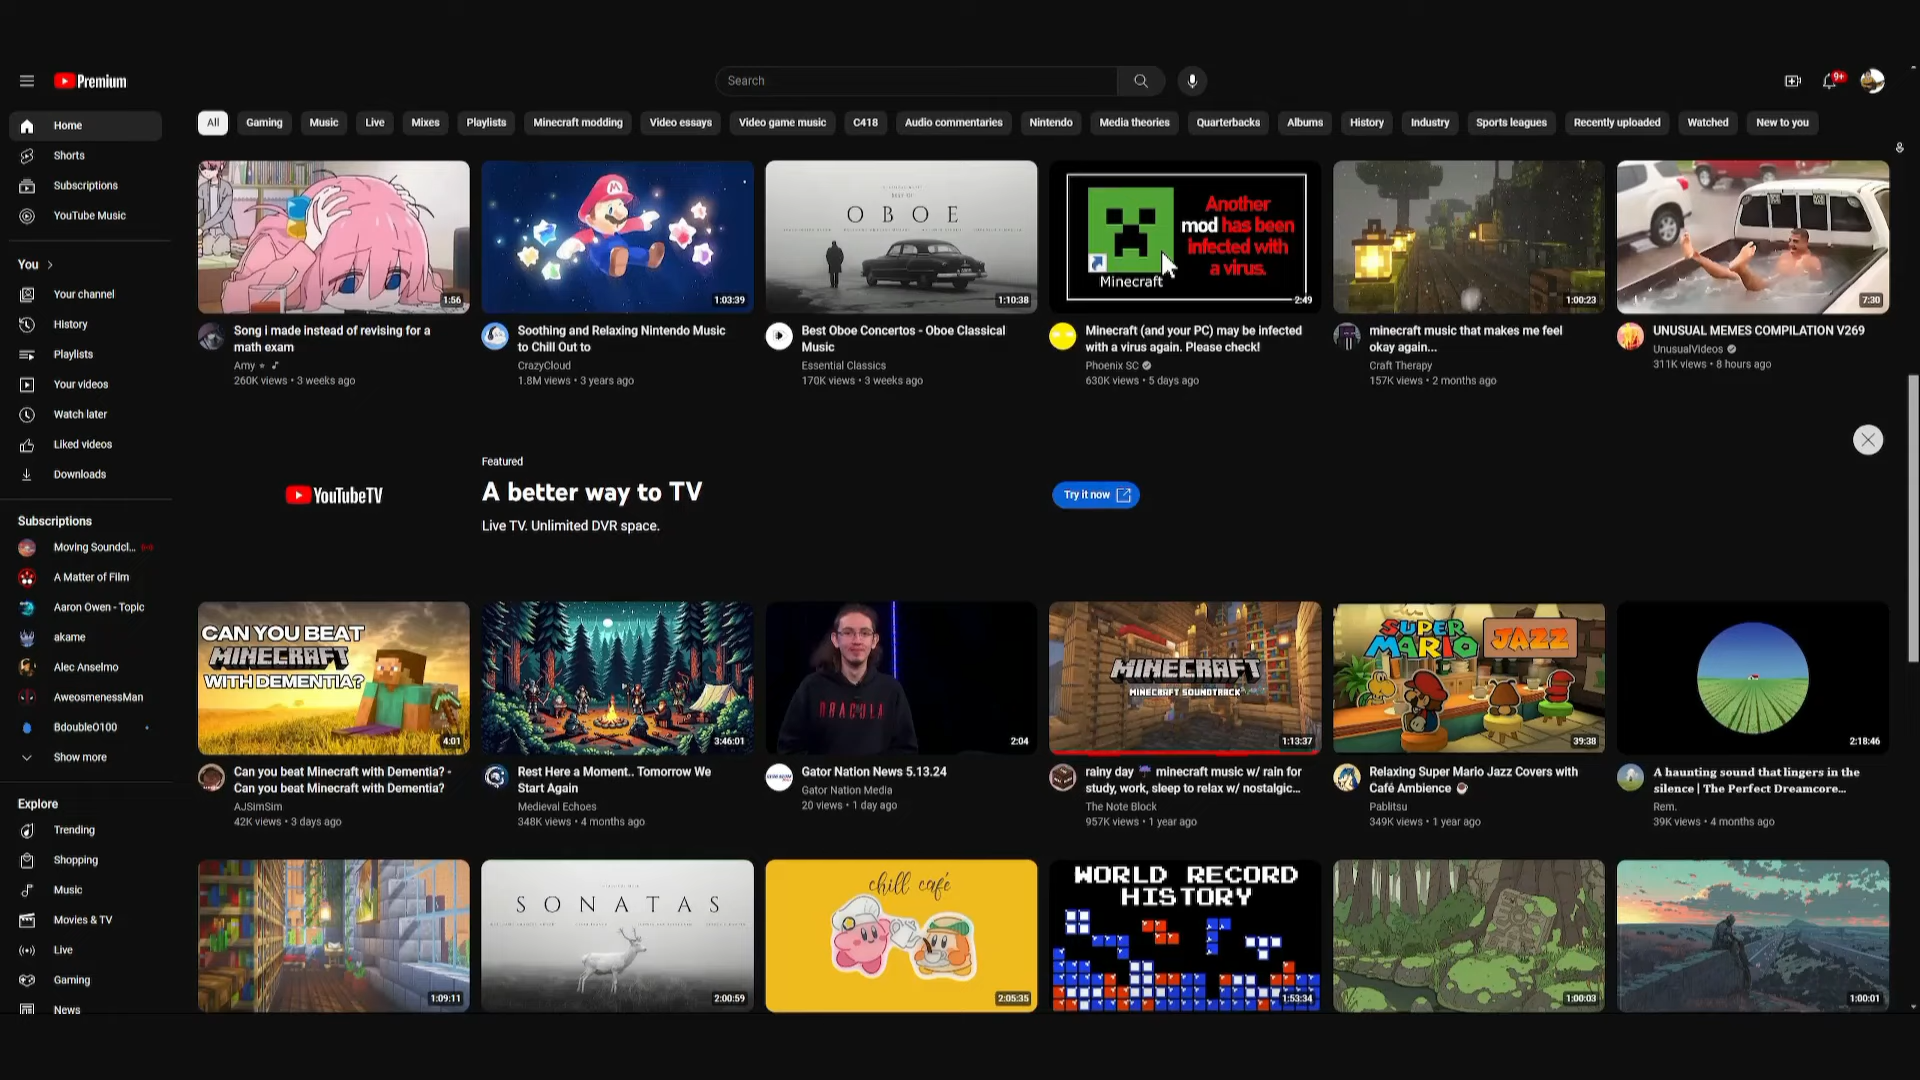 Premium
Search
9+
Home
Shorts
Subscriptions
YouTube Music
You
Your channel
History
Playlists
Your videos
Watch later
Liked videos
Downloads
Subscriptions
Moving Soundcl...
A Matter of Film
Aaron Owen - Topic
akame
Alec Anselmo
AweosmenessMan
BdoubleO100
Show more
Explore
Trending
Shopping
Music
Movies & TV
Live
Gaming
News
All
Gaming
Music
Live
Mixes
Playlists
Minecraft modding
Video essays
Video game music
C418
Audio commentaries
Nintendo
Media theories
Quarterbacks
Albums
History
Industry
Sports leagues
Recently uploaded
Watched
New to you
1:56
Song i made instead of revising for a
math exam
Amy
260K views • 3 weeks ago
1:03:39
Soothing and Relaxing Nintendo Music
to Chill Out to
CrazyCloud
1.8M views • 3 years ago
OBOE
1:10:38
Best Oboe Concertos - Oboe Classical
Music
Essential Classics
170K views • 3 weeks ago
Another
mod has been
infected with
a virus.
Minecraft
2:49
Minecraft (and your PC) may be infected
with a virus again. Please check!
Phoenix SC
630K views • 5 days ago
1:00:23
minecraft music that makes me feel
okay again...
Craft Therapy
157K views • 2 months ago
7:30
UNUSUAL MEMES COMPILATION V269
UnusualVideos
311K views • 8 hours ago
YouTubeTV
Featured
A better way to TV
Live TV. Unlimited DVR space.
Try it now
CAN YOU BEAT
MINECRAFT
WITH DEMENTIA?
4:01
Can you beat Minecraft with Dementia? -
Can you beat Minecraft with Dementia?
AJSimSim
42K views • 3 days ago
3:46:01
Rest Here a Moment.. Tomorrow We
Start Again
Medieval Echoes
348K views • 4 months ago
DRACULA
2:04
Gator Nation News 5.13.24
Gator Nation Media
20 views • 1 day ago
MINECRAFT
MINECRAFT SOUNDTRACK
1:13:37
rainy day ☔ minecraft music w/ rain for
study, work, sleep to relax w/ nostalgic...
The Note Block
957K views • 1 year ago
SUPER
MARIO
JAZZ
39:38
Relaxing Super Mario Jazz Covers with
Café Ambience ☕
Pablitsu
349K views • 1 year ago
2:18:46
A haunting sound that lingers in the
silence | The Perfect Dreamcore...
Rem.
39K views • 4 months ago
1:09:11
SONATAS
2:00:59
chill café
2:05:35
WORLD RECORD
HISTORY
1:53:34
1:00:03
1:00:01